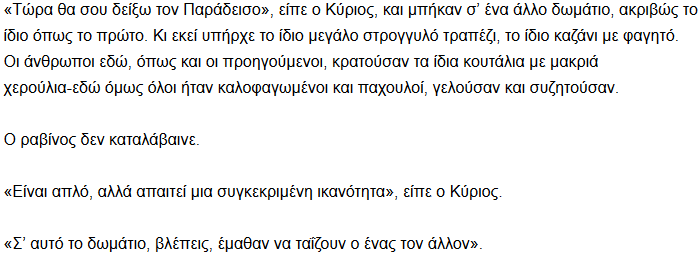 «Τώρα θα σου δείξω τον Παράδεισο», είπε ο Κύριος, και μπήκαν σ’ ένα άλλο δωμάτιο, ακριβώς το
ίδιο όπως το πρώτο. Κι εκεί υπήρχε το ίδιο μεγάλο στρογγυλό τραπέζι, το ίδιο καζάνι με φαγητό.
Οι άνθρωποι εδώ, όπως και οι προηγούμενοι, κρατούσαν τα ίδια κουτάλια με μακριά
χερούλια-εδώ όμως όλοι ήταν καλοφαγωμένοι και παχουλοί, γελούσαν και συζητούσαν.
Ο ραβίνος δεν καταλάβαινε.
«Είναι απλό, αλλά απαιτεί μια συγκεκριμένη ικανότητα», είπε ο Κύριος.
«Σ’ αυτό το δωμάτιο, βλέπεις, έμαθαν να ταΐζουν ο ένας τον άλλον».